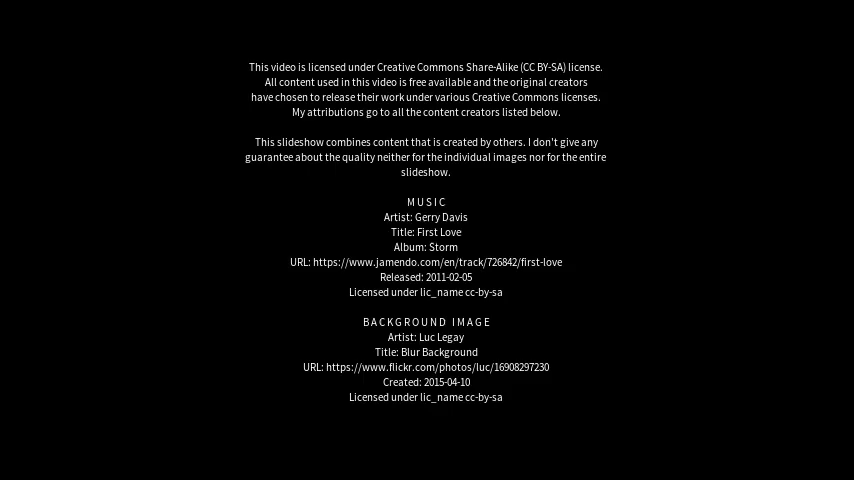 This video is licensed under Creative Commons Share-Alike (CC BY-SA) license.
All content used in this video is free available and the original creators
have chosen to release their work under various Creative Commons licenses.
My attributions go to all the content creators listed below.
This slideshow combines content that is created by others. I don't give any
guarantee about the quality neither for the individual images nor for the entire
slideshow.
MUSIC
Artist: Gerry Davis
Title: First Love
Album: Storm
URL: https://www.jamendo.com/en/track/726842/first-love
Released: 2011-02-05
Licensed under lic_name cc-by-sa
BACKGROUND IMAGE
Artist: Luc Legay
Title: Blur Background
URL: https://www.flickr.com/photos/luc/16908297230
Created: 2015-04-10
Licensed under lic_name cc-by-sa